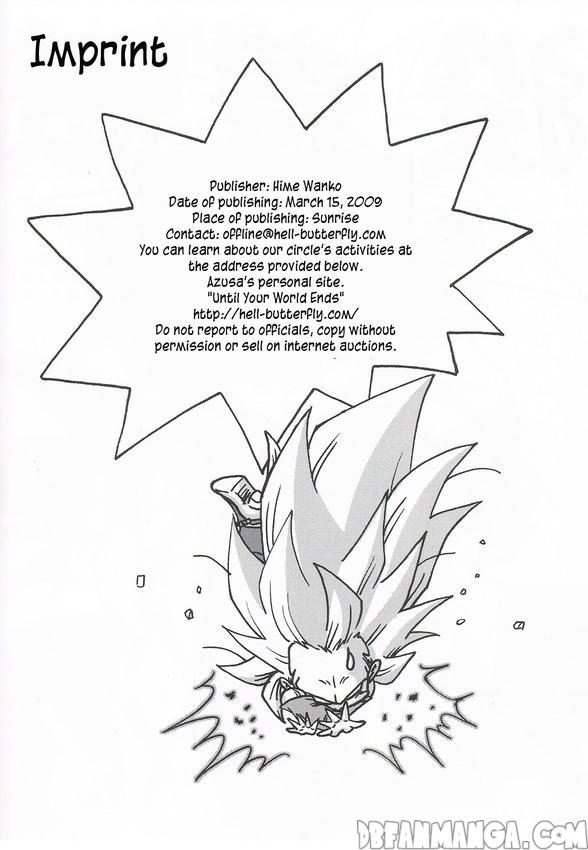 Imprint
Publisher: Hime Wanko
Date of publishing: March 15, 2009
Place of publishing: Sunrise
Contact: offline@hell-butterfly.com
You can learn about our circle's activities at
the address provided below.
Azusa's personal site.
"Until Your World Ends"
http://hell-butterfly.com/
Do not report to officials, copy without
permission or sell on internet auctions.
DBFANMANGA.COM